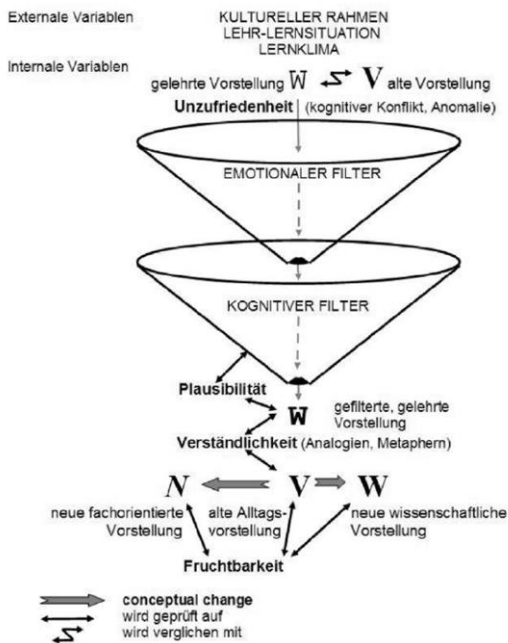 Externale Variablen
KULTURELLER RAHMEN
LEHR-LERNSITUATION
LERNKLIMA
Internale Variablen
gelehrte Vorstellung W V alte Vorstellung
Unzufriedenheit (kognitiver Konflikt, Anomalie)
EMOTIONALER FILTER
KOGNITIVER FILTER
Plausibilität
W gefilterte, gelehrte
Vorstellung
Verständlichkeit (Analogien, Metaphern)
N V W
neue fachorientierte
Vorstellung
alte Alltags-
vorstellung
neue wissenschaftliche
Vorstellung
Fruchtbarkeit
conceptual change
wird geprüft auf
wird verglichen mit